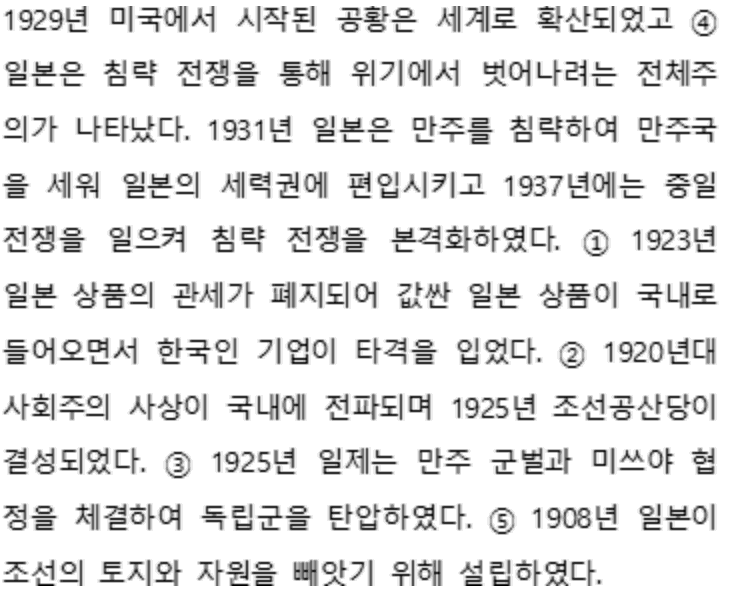 1929년 미국에서 시작된 공황은 세계로 확산되었고 ④
일본은 침략 전쟁을 통해 위기에서 벗어나려는 전체주
의가 나타났다. 1931년 일본은 만주를 침략하여 만주국
을 세워 일본의 세력권에 편입시키고 1937년에는 중일
전쟁을 일으켜 침략 전쟁을 본격화하였다. ① 1923년
일본 상품의 관세가 폐지되어 값싼 일본 상품이 국내로
들어오면서 한국인 기업이 타격을 입었다. ② 1920년대
사회주의 사상이 국내에 전파되며 1925년 조선공산당이
결성되었다. ③ 1925년 일제는 만주 군벌과 미쓰야 협
정을 체결하여 독립군을 탄압하였다. ⑤ 1908년 일본이
조선의 토지와 자원을 빼앗기 위해 설립하였다.